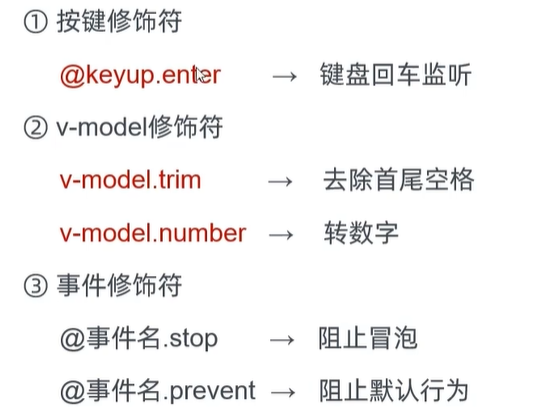 ① 按键修饰符
@keyup.enter → 键盘回车监听
② v-model修饰符
v-model.trim → 去除首尾空格
v-model.number → 转数字
③ 事件修饰符
@事件名.stop → 阻止冒泡
@事件名.prevent → 阻止默认行为